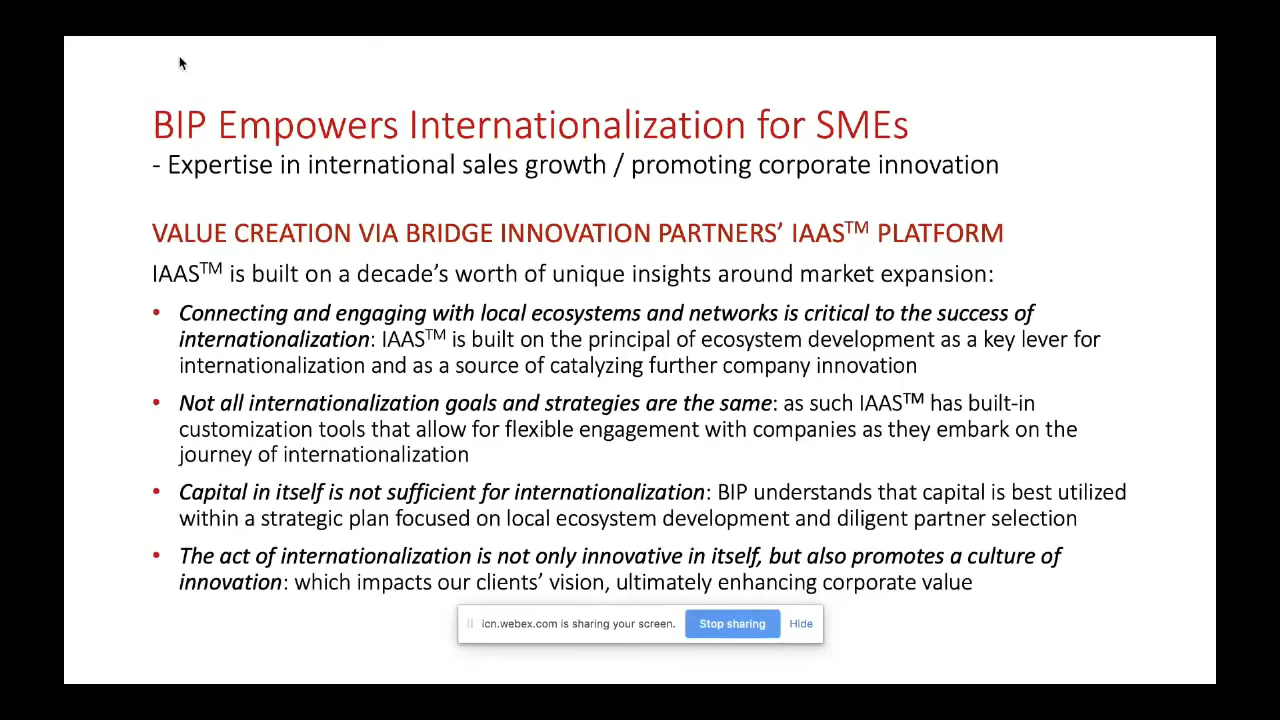 BIP Empowers Internationalization for SMEs
- Expertise in international sales growth / promoting corporate innovation
VALUE CREATION VIA BRIDGE INNOVATION PARTNERS’ IAAS™ PLATFORM
IAAS™ is built on a decade’s worth of unique insights around market expansion:
• Connecting and engaging with local ecosystems and networks is critical to the success of
internationalization: IAAS™ is built on the principal of ecosystem development as a key lever for
internationalization and as a source of catalyzing further company innovation
• Not all internationalization goals and strategies are the same: as such IAAS™ has built-in
customization tools that allow for flexible engagement with companies as they embark on the
journey of internationalization
• Capital in itself is not sufficient for internationalization: BIP understands that capital is best utilized
within a strategic plan focused on local ecosystem development and diligent partner selection
• The act of internationalization is not only innovative in itself, but also promotes a culture of
innovation: which impacts our clients’ vision, ultimately enhancing corporate value
icn.webex.com is sharing your screen. Stop sharing Hide